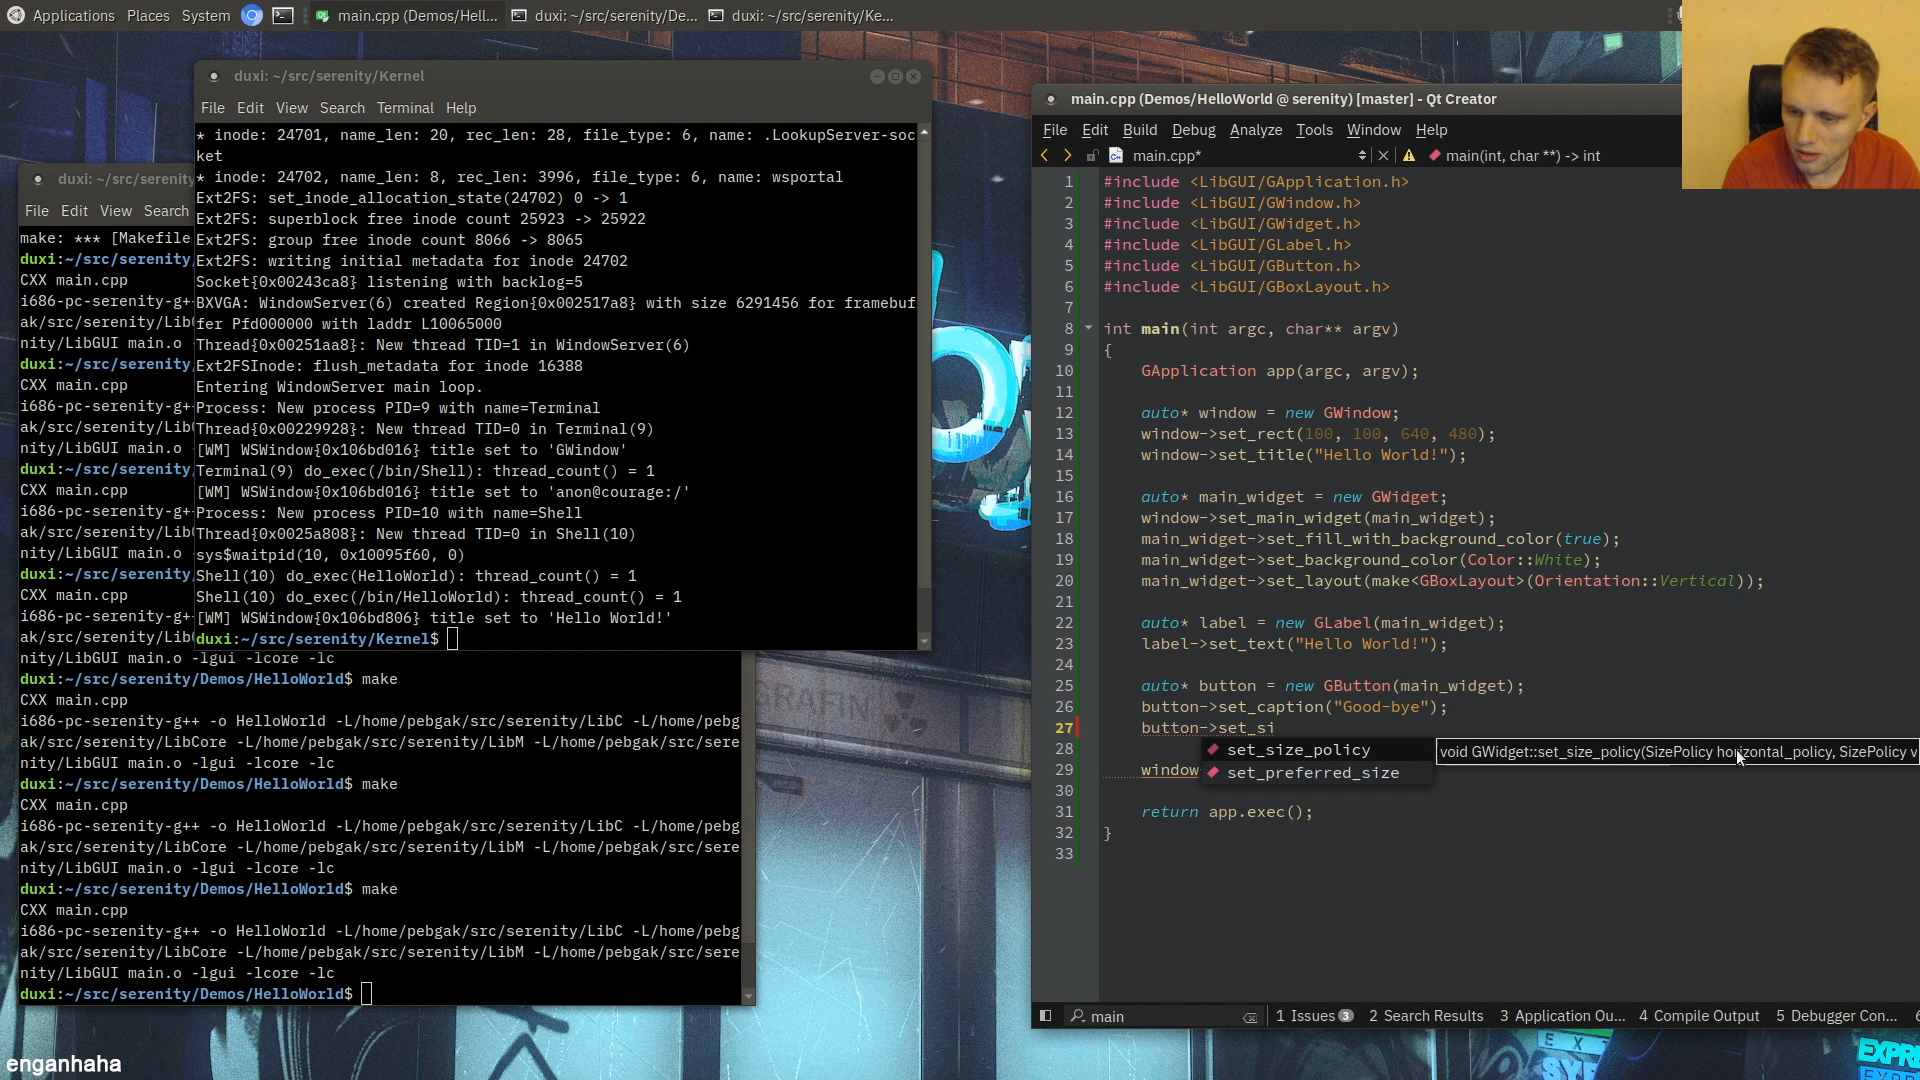 Applications Places System main.cpp (Demos/Hell... duxi: ~/src/serenity/De... duxi: ~/src/serenity/Ke...
duxi: ~/src/serenity/Kernel
File Edit View Search Terminal Help
* inode: 24701, name_len: 20, rec_len: 28, file_type: 6, name: .LookupServer-soc
ket
* inode: 24702, name_len: 8, rec_len: 3996, file_type: 6, name: wsportal
Ext2FS: set_inode_allocation_state(24702) 0 -> 1
Ext2FS: superblock free inode count 25923 -> 25922
Ext2FS: group free inode count 8066 -> 8065
Ext2FS: writing initial metadata for inode 24702
Socket{0x00243ca8} listening with backlog=5
BXVGA: WindowServer(6) created Region{0x002517a8} with size 6291456 for framebuf
fer Pfd000000 with laddr L10065000
Thread{0x00251aa8}: New thread TID=1 in WindowServer(6)
Ext2FSInode: flush_metadata for inode 16388
Entering WindowServer main loop.
Process: New process PID=9 with name=Terminal
Thread{0x00229928}: New thread TID=0 in Terminal(9)
[WM] WSWindow{0x106bd016} title set to 'GWindow'
Terminal(9) do_exec(/bin/Shell): thread_count() = 1
[WM] WSWindow{0x106bd016} title set to 'anon@courage:/'
Process: New process PID=10 with name=Shell
Thread{0x0025a808}: New thread TID=0 in Shell(10)
sys$waitpid(10, 0x10095f60, 0)
Shell(10) do_exec(HelloWorld): thread_count() = 1
Shell(10) do_exec(/bin/HelloWorld): thread_count() = 1
[WM] WSWindow{0x106bd806} title set to 'Hello World!'
duxi:~/src/serenity/Kernel$
duxi: ~/src/serenity
File Edit View Search
make: *** [Makefile
duxi:~/src/serenity/
CXX main.cpp
i686-pc-serenity-g+
ak/src/serenity/Lib
nity/LibGUI main.o
duxi:~/src/serenity/
CXX main.cpp
i686-pc-serenity-g+
ak/src/serenity/Lib
nity/LibGUI main.o
duxi:~/src/serenity/
CXX main.cpp
i686-pc-serenity-g+
ak/src/serenity/Lib
nity/LibGUI main.o
duxi:~/src/serenity/
CXX main.cpp
i686-pc-serenity-g+
ak/src/serenity/Lib
nity/LibGUI main.o -lgui -lcore -lc
duxi:~/src/serenity/Demos/HelloWorld$ make
CXX main.cpp
i686-pc-serenity-g++ -o HelloWorld -L/home/pebgak/src/serenity/LibC -L/home/pebg
ak/src/serenity/LibCore -L/home/pebgak/src/serenity/LibM -L/home/pebgak/src/sere
nity/LibGUI main.o -lgui -lcore -lc
duxi:~/src/serenity/Demos/HelloWorld$ make
CXX main.cpp
i686-pc-serenity-g++ -o HelloWorld -L/home/pebgak/src/serenity/LibC -L/home/pebg
ak/src/serenity/LibCore -L/home/pebgak/src/serenity/LibM -L/home/pebgak/src/sere
nity/LibGUI main.o -lgui -lcore -lc
duxi:~/src/serenity/Demos/HelloWorld$ make
CXX main.cpp
i686-pc-serenity-g++ -o HelloWorld -L/home/pebgak/src/serenity/LibC -L/home/pebg
ak/src/serenity/LibCore -L/home/pebgak/src/serenity/LibM -L/home/pebgak/src/sere
nity/LibGUI main.o -lgui -lcore -lc
duxi:~/src/serenity/Demos/HelloWorld$
main.cpp (Demos/HelloWorld @ serenity) [master] - Qt Creator
File Edit Build Debug Analyze Tools Window Help
main.cpp* main(int, char **) -> int
1 #include <LibGUI/GApplication.h>
2 #include <LibGUI/GWindow.h>
3 #include <LibGUI/GWidget.h>
4 #include <LibGUI/GLabel.h>
5 #include <LibGUI/GButton.h>
6 #include <LibGUI/GBoxLayout.h>
7
8 int main(int argc, char** argv)
9 {
10 GApplication app(argc, argv);
11
12 auto* window = new GWindow;
13 window->set_rect(100, 100, 640, 480);
14 window->set_title("Hello World!");
15
16 auto* main_widget = new GWidget;
17 window->set_main_widget(main_widget);
18 main_widget->set_fill_with_background_color(true);
19 main_widget->set_background_color(Color::White);
20 main_widget->set_layout(make<GBoxLayout>(Orientation::Vertical));
21
22 auto* label = new GLabel(main_widget);
23 label->set_text("Hello World!");
24
25 auto* button = new GButton(main_widget);
26 button->set_caption("Good-bye");
27 button->set_si
28 set_size_policy void GWidget::set_size_policy(SizePolicy horizontal_policy, SizePolicy v
29 window set_preferred_size
30
31 return app.exec();
32 }
33
main 1 Issues 3 2 Search Results 3 Application Ou... 4 Compile Output 5 Debugger Con... 6
GRAFIN
enganhaha